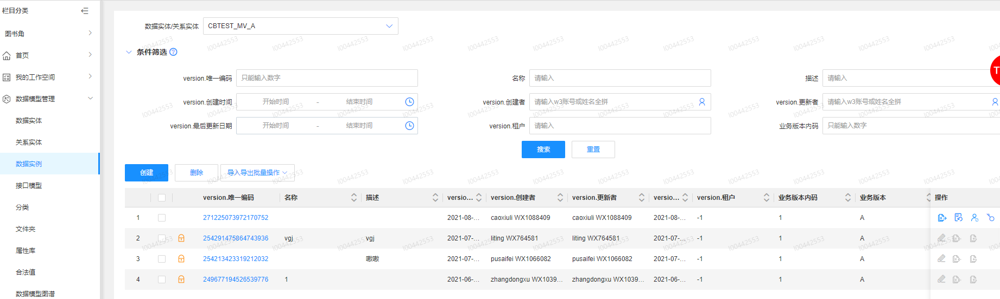 栏目分类
图书角
首页
我的工作空间
数据模型管理
数据实体
关系实体
数据实例
接口模型
分类
文件夹
属性库
合法值
数据模型图谱
数据实体/关系实体 CBTEST_MV_A
条件筛选 ?
version.唯一编码 只能输入数字 名称 请输入 描述 请输入
version.创建时间 开始时间 - 结束时间 version.创建者 请输入w3账号或姓名全拼 version.更新者 请输入w3账号或姓名全拼
version.最后更新日期 开始时间 - 结束时间 version.租户 请输入 业务版本内码 只能输入数字
搜索 重置
创建 删除 导入导出批量操作
version.唯一编码 名称 描述 versio... version.创建者 version.更新者 versio... version.租户 业务版本内码 业务版本 操作
1 271225073972170752 2021-08-... caoxiuli WX1088409 caoxiuli WX1088409 2021-08-... -1 1 A
2 254291475864743936 vgj vgj 2021-07-... liting WX764581 liting WX764581 2021-07-... -1 1 A
3 254213423319212032 嗷嗷 2021-07-... pusaifei WX1066082 pusaifei WX1066082 2021-07-... -1 1 A
4 249677194526539776 1 2021-06-... zhangdongxu WX1039... zhangdongxu WX1039... 2021-06-... -1 1 A
T
l00442553